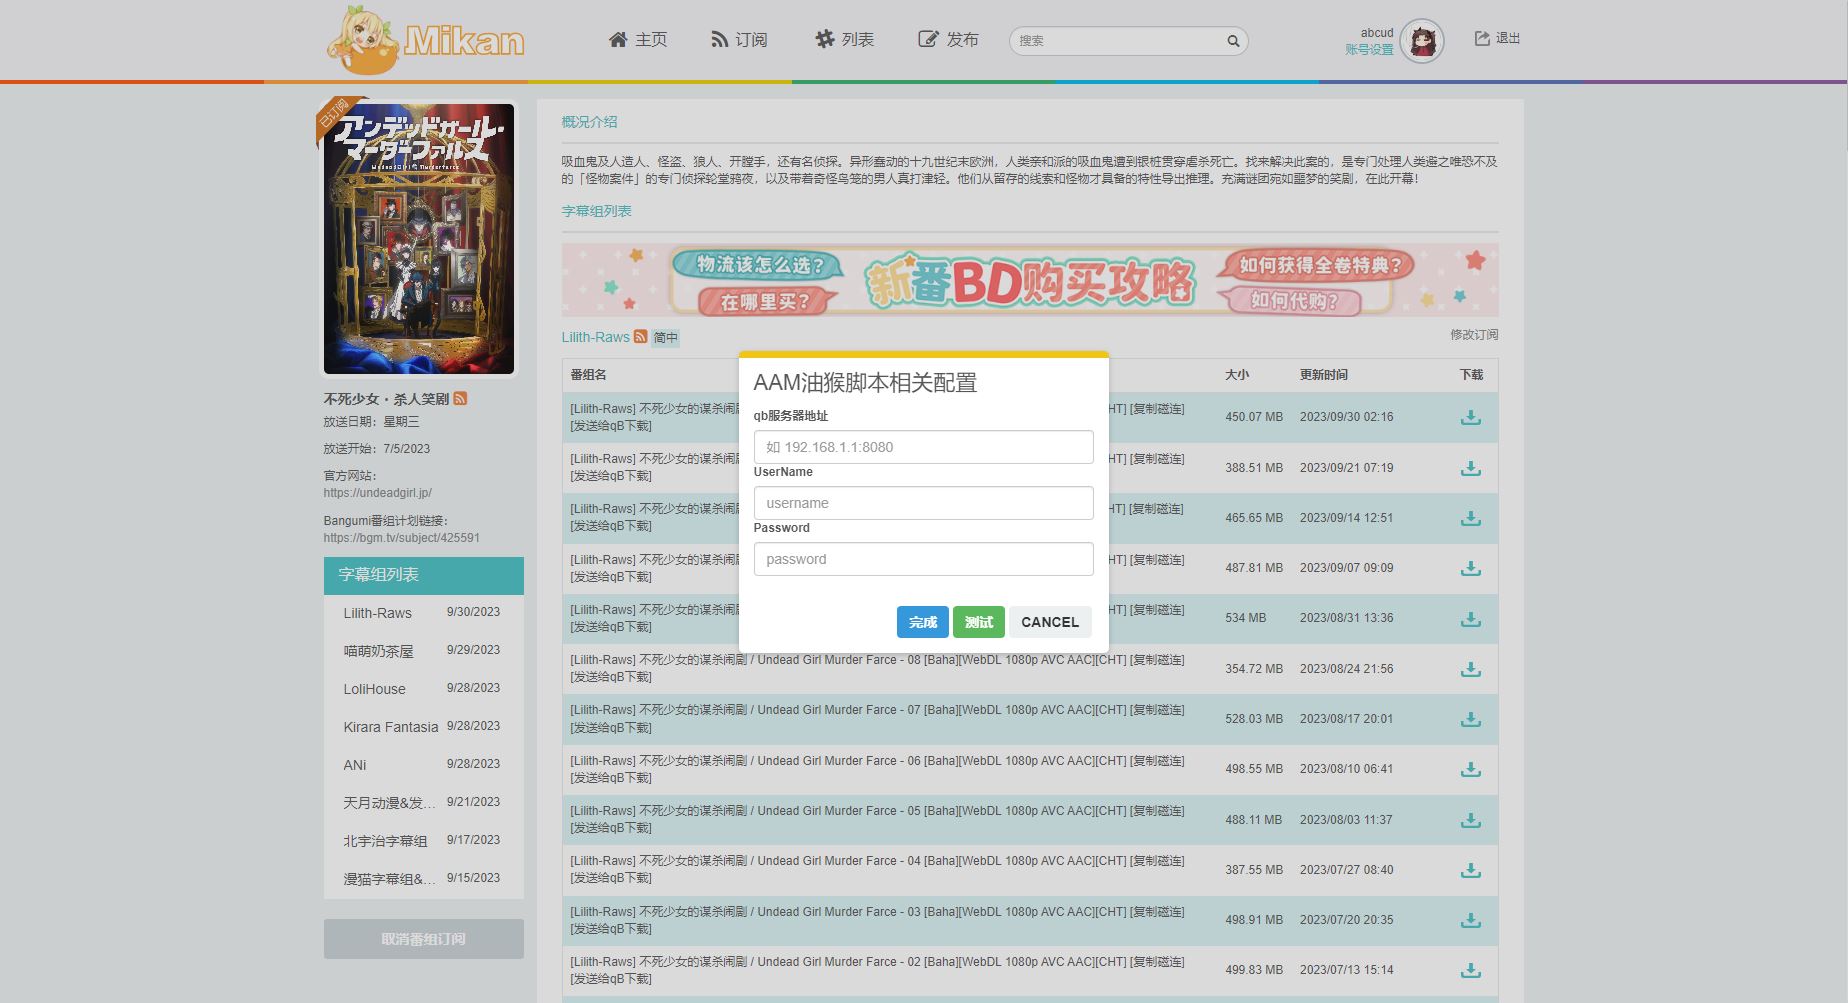 Mikan
主页
订阅
列表
发布
搜索
abcud
账号设置
退出
已订阅
アンデッドガール・
マーダーファルス
不死少女・杀人笑剧
放送日期：星期三
放送开始：7/5/2023
官方网站：
https://undeadgirl.jp/
Bangumi番组计划链接：
https://bgm.tv/subject/425591
字幕组列表
Lilith-Raws 9/30/2023
喵萌奶茶屋 9/29/2023
LoliHouse 9/28/2023
Kirara Fantasia 9/28/2023
ANi 9/28/2023
天月动漫&发... 9/21/2023
北宇治字幕组 9/17/2023
漫猫字幕组&... 9/15/2023
取消番组订阅
概况介绍
吸血鬼及人造人、怪盗、狼人、开膛手，还有名侦探。异形蠢动的十九世纪末欧洲，人类亲和派的吸血鬼遭到银桩贯穿虐杀死亡。找来解决此案的，是专门处理人类避之唯恐不及
的「怪物案件」的专门侦探轮堂鸦夜，以及带着奇怪鸟笼的男人真打津轻。他们从留存的线索和怪物才具备的特性导出推理。充满谜团宛如噩梦的笑剧，在此开幕！
字幕组列表
物流该怎么选？
在哪里买？
新番BD购买攻略
如何获得全卷特典？
如何代购？
Lilith-Raws 简中 修改订阅
番组名 大小 更新时间 下载
[Lilith-Raws] 不死少女的谋杀闹剧 CHT] [复制磁连] 450.07 MB 2023/09/30 02:16
[发送给qB下载]
[Lilith-Raws] 不死少女的谋杀闹剧 HT] [复制磁连] 388.51 MB 2023/09/21 07:19
[发送给qB下载]
[Lilith-Raws] 不死少女的谋杀闹剧 HT] [复制磁连] 465.65 MB 2023/09/14 12:51
[发送给qB下载]
[Lilith-Raws] 不死少女的谋杀闹剧 HT] [复制磁连] 487.81 MB 2023/09/07 09:09
[发送给qB下载]
[Lilith-Raws] 不死少女的谋杀闹剧 HT] [复制磁连] 534 MB 2023/08/31 13:36
[发送给qB下载]
[Lilith-Raws] 不死少女的谋杀闹剧 / Undead Girl Murder Farce - 08 [Baha][WebDL 1080p AVC AAC][CHT] [复制磁连] 354.72 MB 2023/08/24 21:56
[发送给qB下载]
[Lilith-Raws] 不死少女的谋杀闹剧 / Undead Girl Murder Farce - 07 [Baha][WebDL 1080p AVC AAC][CHT] [复制磁连] 528.03 MB 2023/08/17 20:01
[发送给qB下载]
[Lilith-Raws] 不死少女的谋杀闹剧 / Undead Girl Murder Farce - 06 [Baha][WebDL 1080p AVC AAC][CHT] [复制磁连] 498.55 MB 2023/08/10 06:41
[发送给qB下载]
[Lilith-Raws] 不死少女的谋杀闹剧 / Undead Girl Murder Farce - 05 [Baha][WebDL 1080p AVC AAC][CHT] [复制磁连] 488.11 MB 2023/08/03 11:37
[发送给qB下载]
[Lilith-Raws] 不死少女的谋杀闹剧 / Undead Girl Murder Farce - 04 [Baha][WebDL 1080p AVC AAC][CHT] [复制磁连] 387.55 MB 2023/07/27 08:40
[发送给qB下载]
[Lilith-Raws] 不死少女的谋杀闹剧 / Undead Girl Murder Farce - 03 [Baha][WebDL 1080p AVC AAC][CHT] [复制磁连] 498.91 MB 2023/07/20 20:35
[发送给qB下载]
[Lilith-Raws] 不死少女的谋杀闹剧 / Undead Girl Murder Farce - 02 [Baha][WebDL 1080p AVC AAC][CHT] [复制磁连] 499.83 MB 2023/07/13 15:14
[发送给qB下载]
AAM油猴脚本相关配置
qb服务器地址
如 192.168.1.1:8080
UserName
username
Password
password
完成 测试 CANCEL